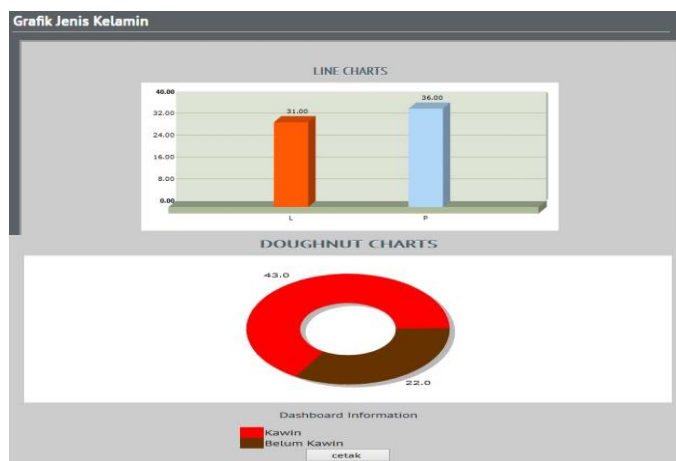 Grafik Jenis Kelamin
LINE CHARTS
40.00
32.00
24.00
16.00
8.00
0.00
31.00
36.00
L
P
DOUGHNUT CHARTS
43.0
22.0
Dashboard Information
Kawin
Belum Kawin
cetak